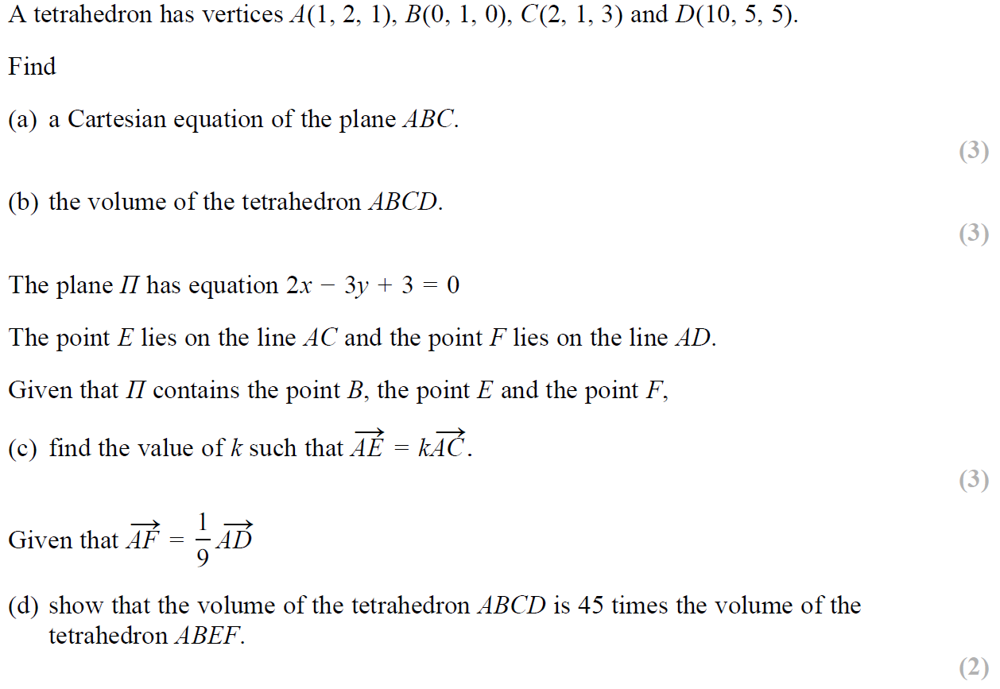 A tetrahedron has vertices A(1, 2, 1), B(0, 1, 0), C(2, 1, 3) and D(10, 5, 5).
Find
(a) a Cartesian equation of the plane ABC.
(3)
(b) the volume of the tetrahedron ABCD.
(3)
The plane Π has equation 2x − 3y + 3 = 0
The point E lies on the line AC and the point F lies on the line AD.
Given that Π contains the point B, the point E and the point F,
(c) find the value of k such that $\overrightarrow{AE} = k\overrightarrow{AC}$.
(3)
Given that $\overrightarrow{AF} = \frac{1}{9}\overrightarrow{AD}$
(d) show that the volume of the tetrahedron ABCD is 45 times the volume of the
tetrahedron ABEF.
(2)